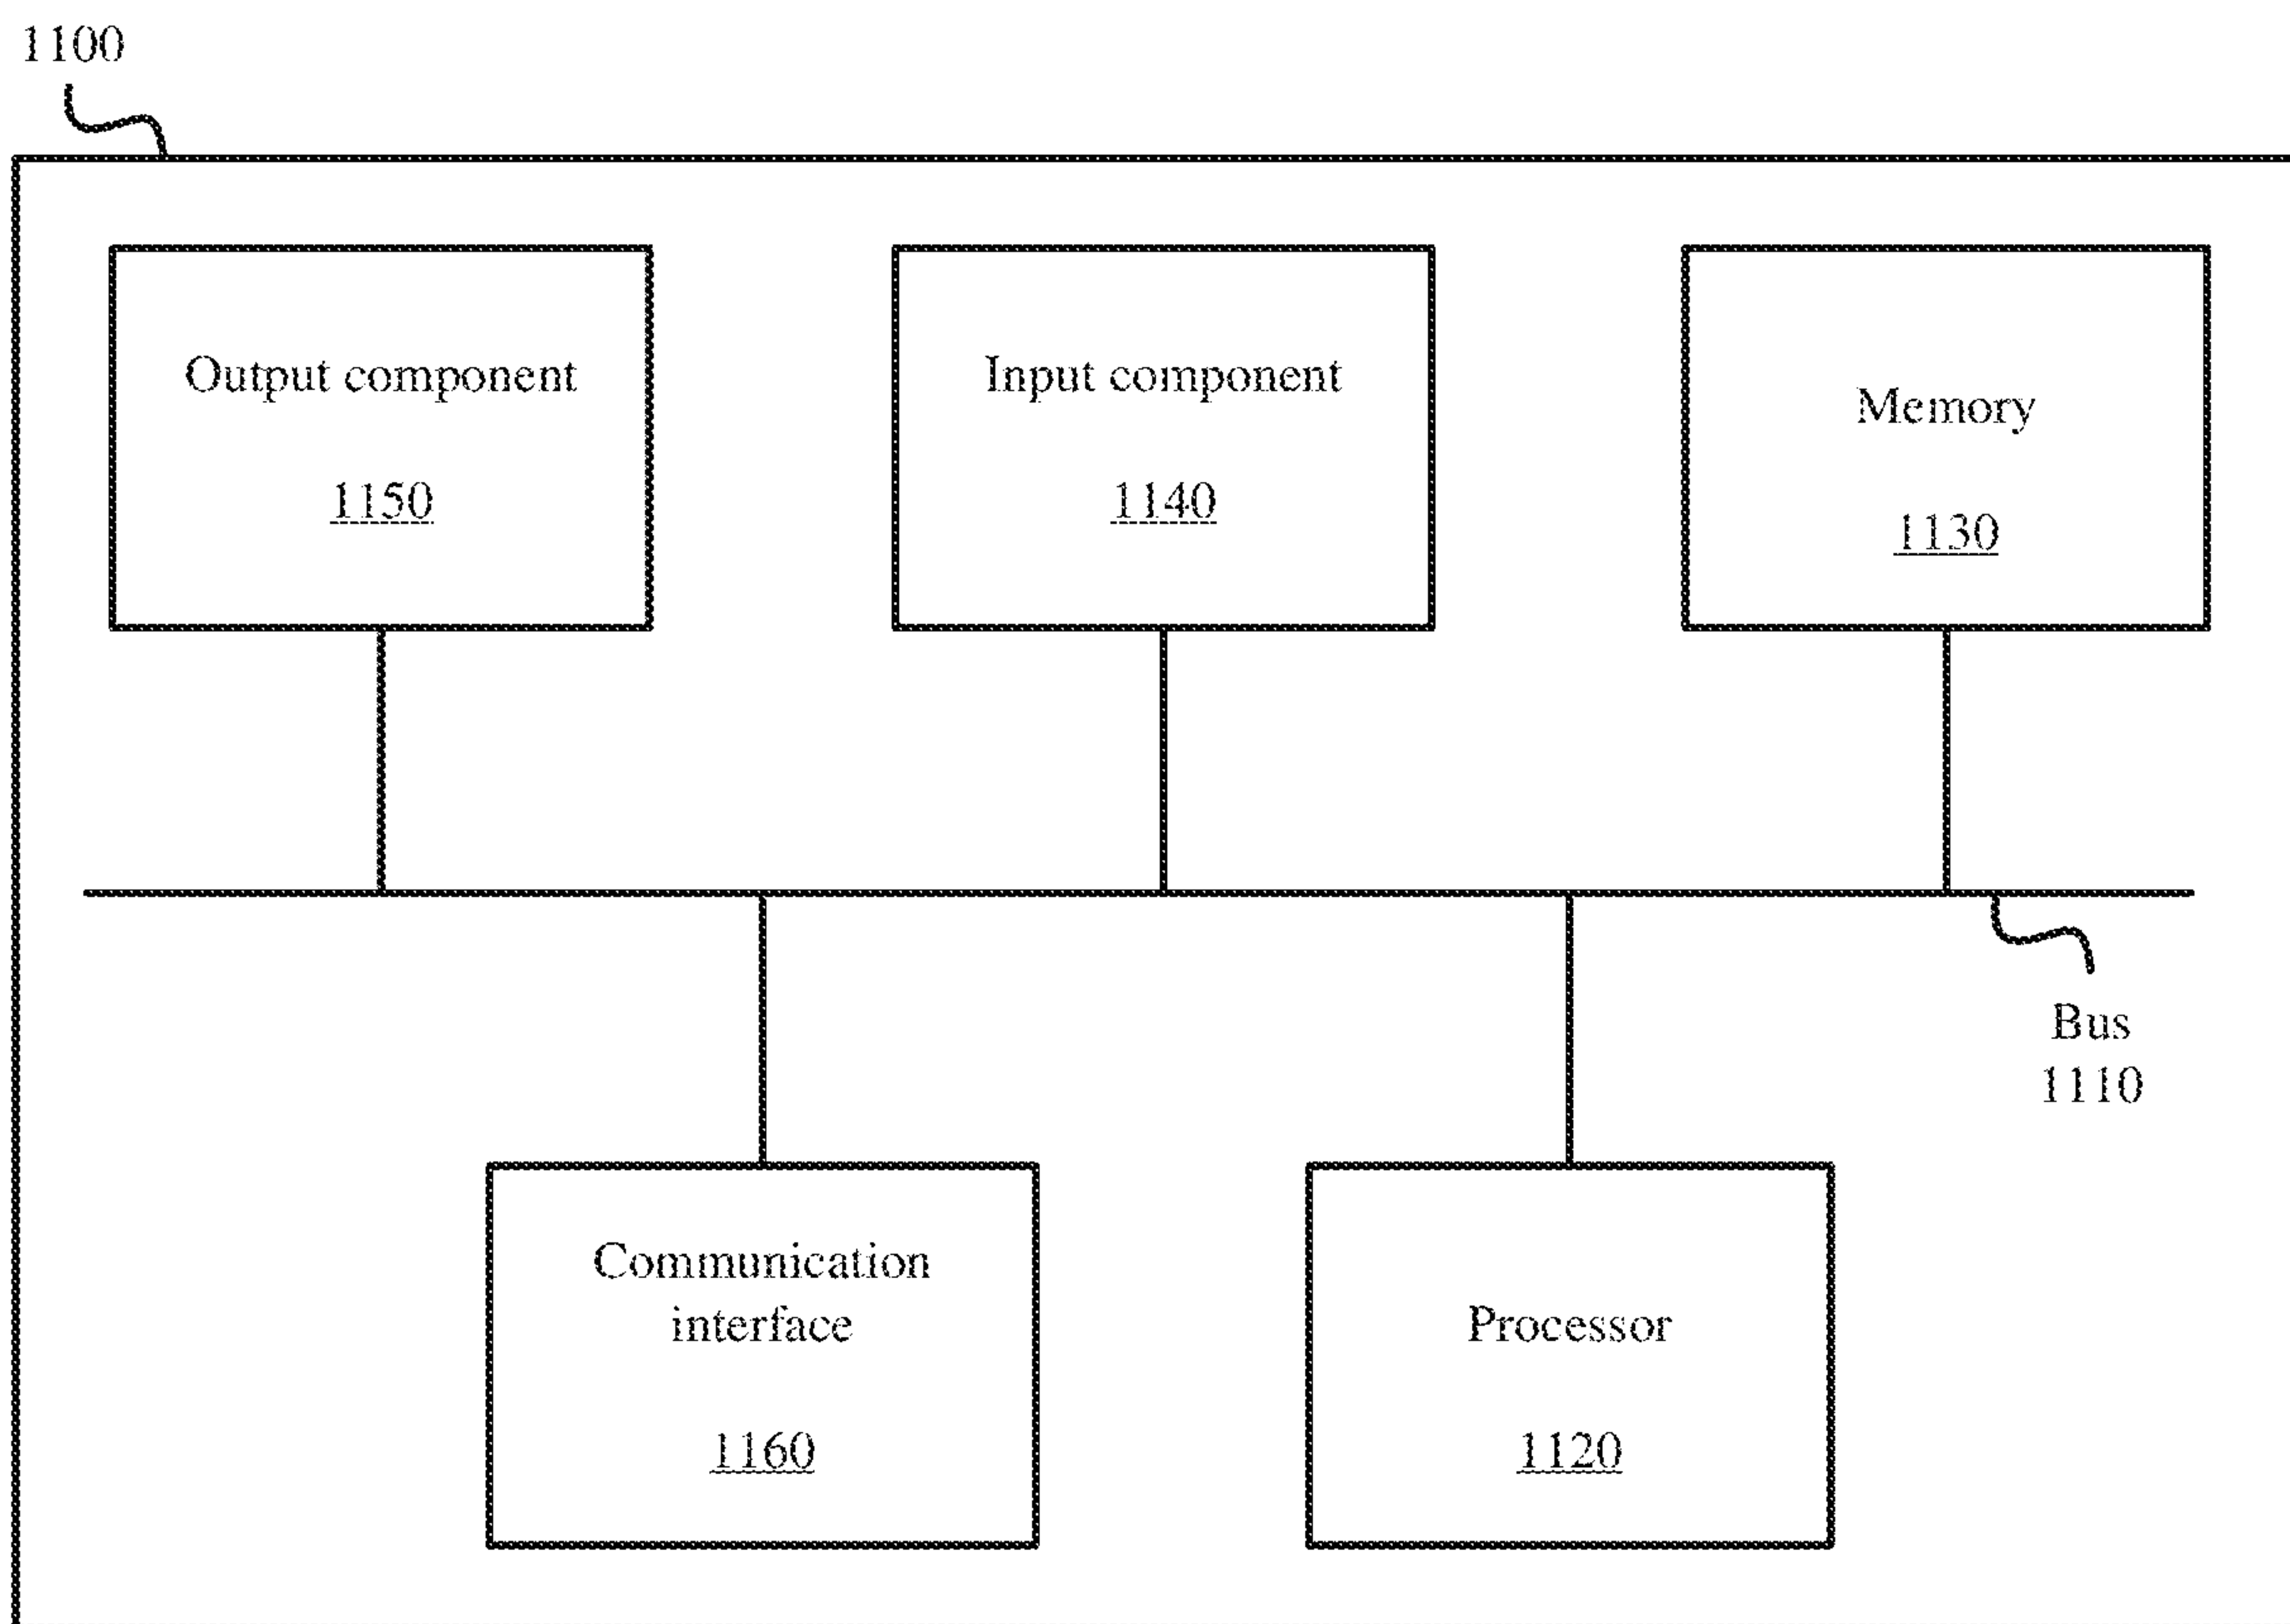 1100
Output component
1150
Input component
1140
Memory
1130
Bus
1110
Communication
interface
1160
Processor
1120